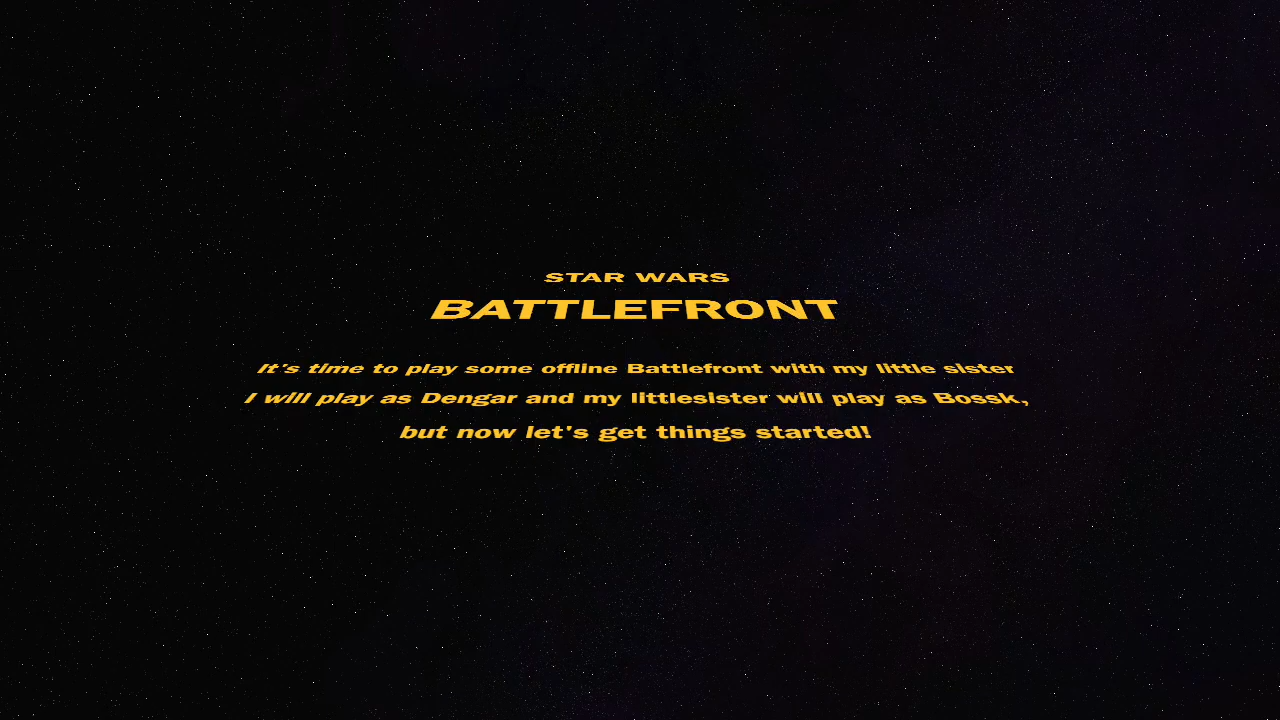 STAR WARS
BATTLEFRONT
It's time to play some offline Battlefront with my little sister
I will play as Dengar and my littlesister will play as Bossk,
but now let's get things started!